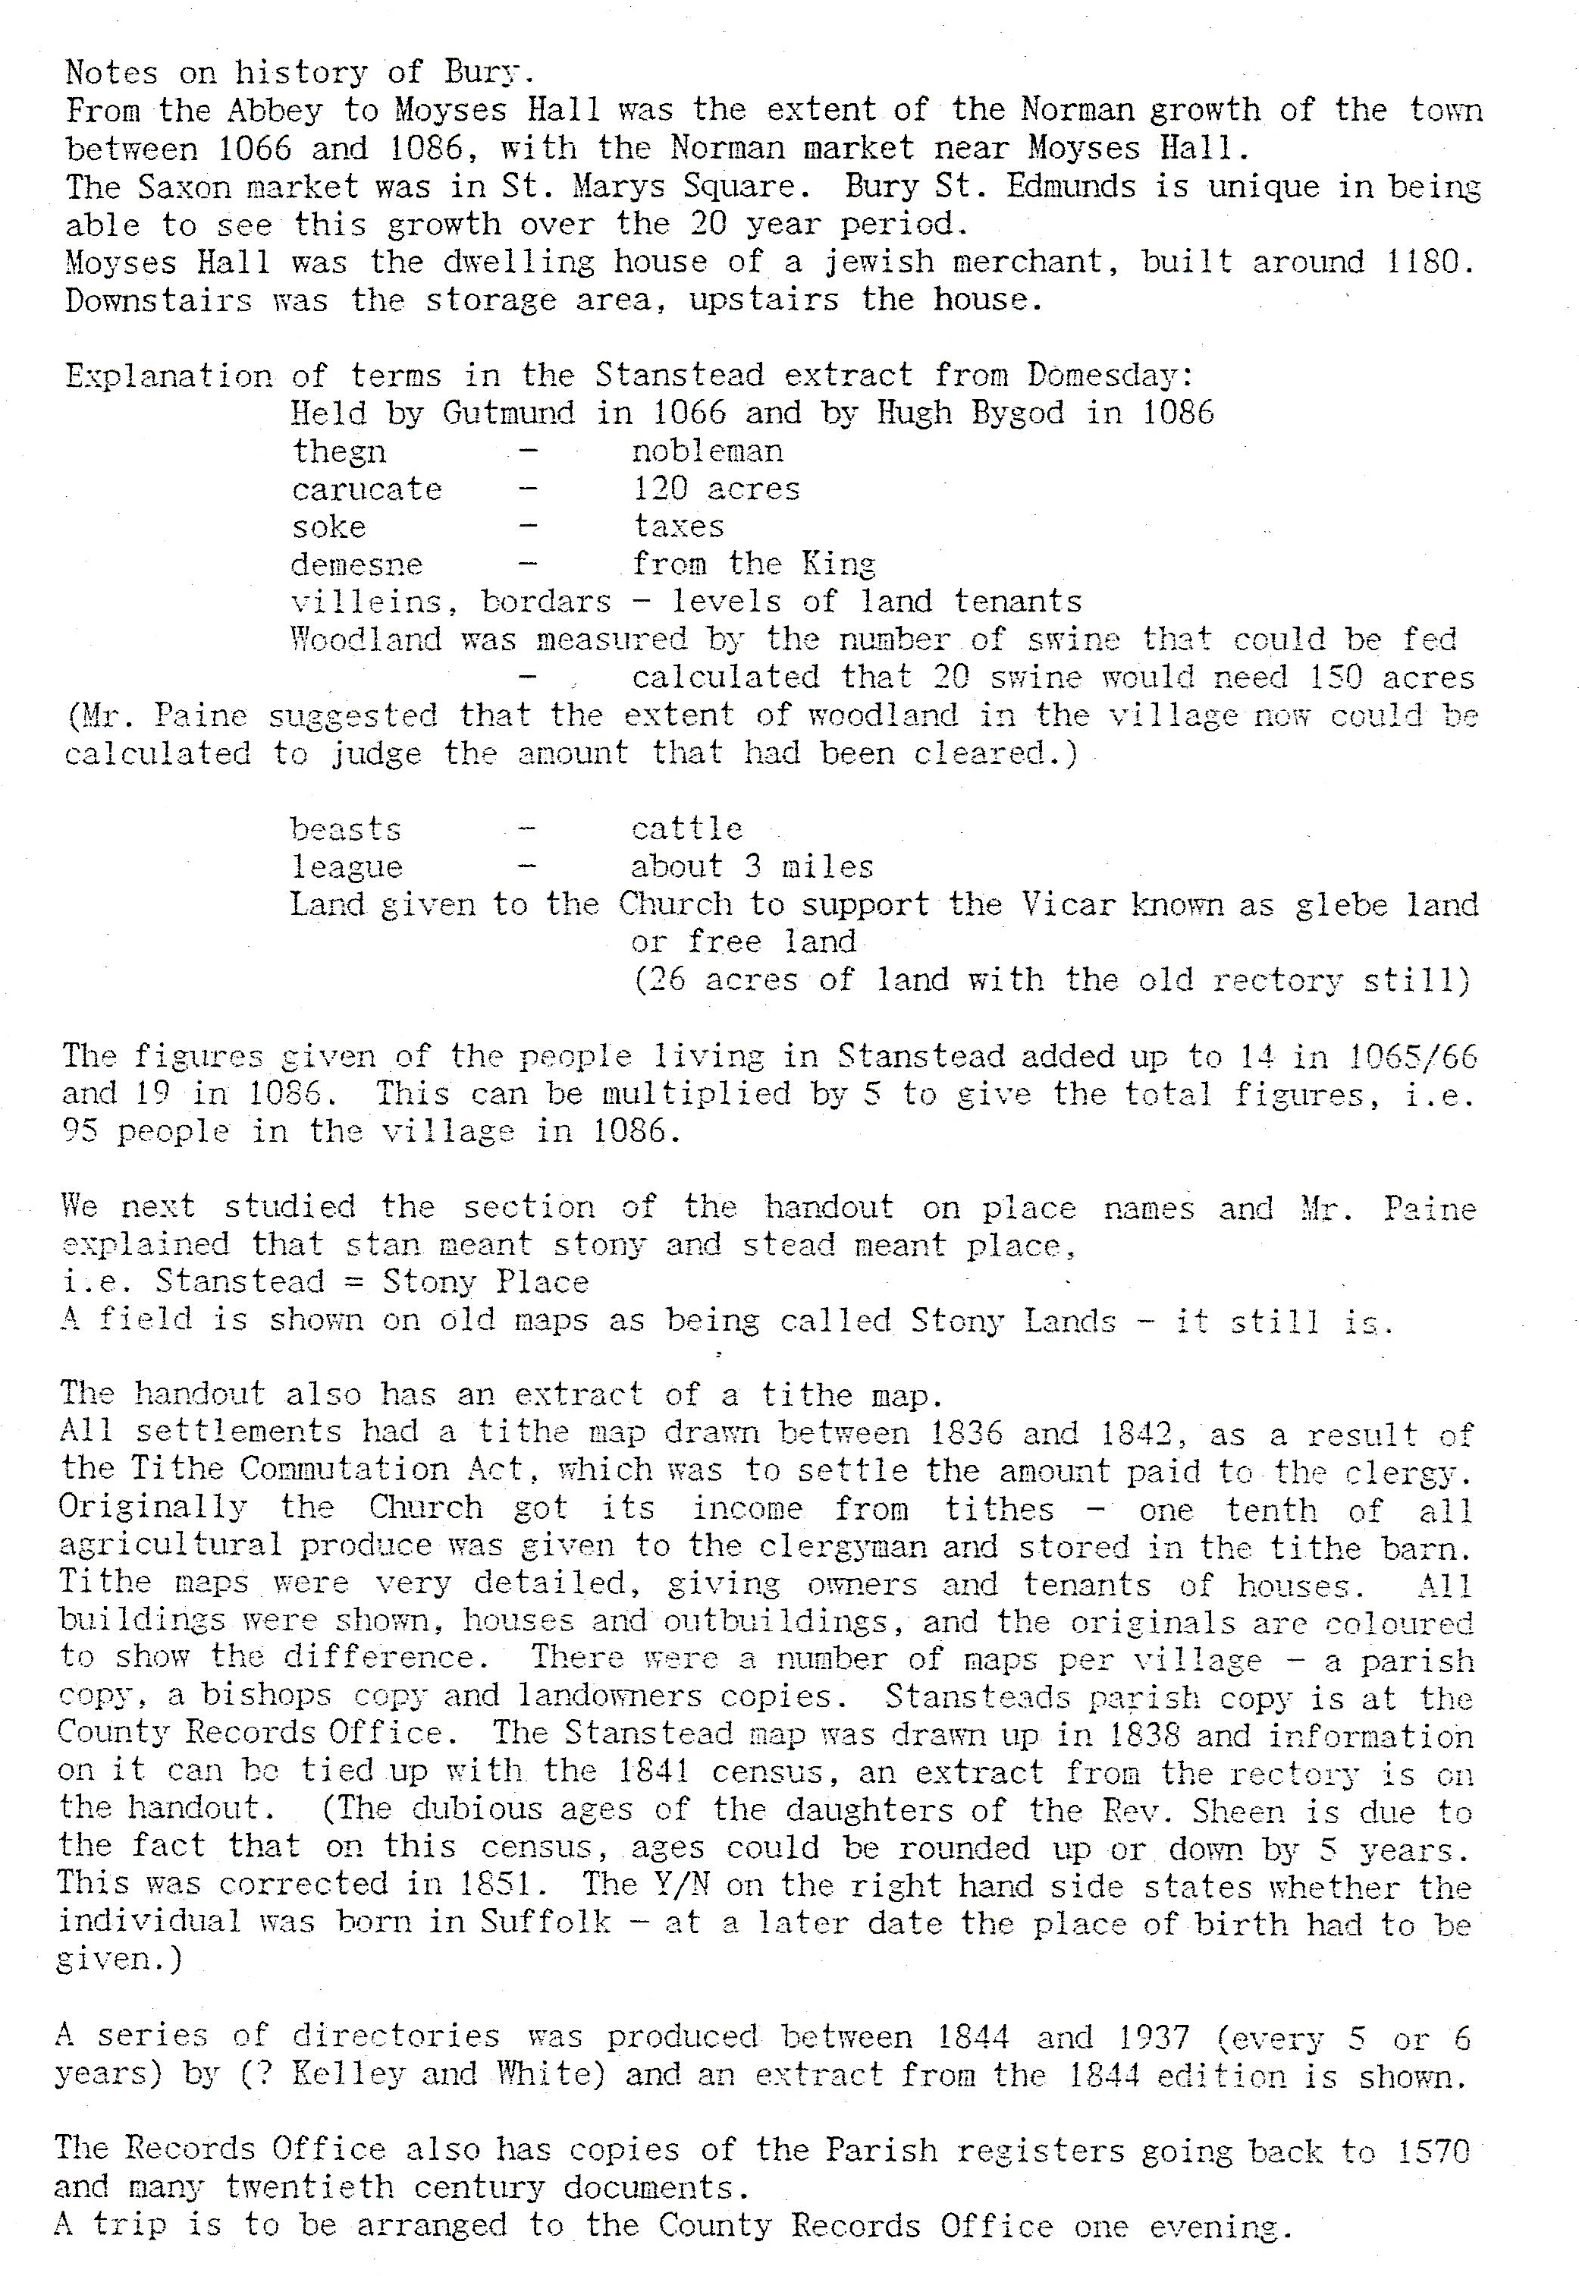 Notes on history of Bury.
From the Abbey to Moyses Hall was the extent of the Norman growth of the town
between 1066 and 1086, with the Norman market near Moyses Hall.
The Saxon market was in St. Marys Square. Bury St. Edmunds is unique in being
able to see this growth over the 20 year period.
Moyses Hall was the dwelling house of a jewish merchant, built around 1180.
Downstairs was the storage area, upstairs the house.

Explanation of terms in the Stanstead extract from Domesday:
Held by Gutmund in 1066 and by Hugh Bygod in 1086
thegn - nobleman
carucate - 120 acres
soke - taxes
demesne - from the King
villeins, bordars - levels of land tenants
Woodland was measured by the number of swine that could be fed
- calculated that 20 swine would need 150 acres
(Mr. Paine suggested that the extent of woodland in the village now could be
calculated to judge the amount that had been cleared.)

beasts - cattle
league - about 3 miles
Land given to the Church to support the Vicar known as glebe land
or free land
(26 acres of land with the old rectory still)

The figures given of the people living in Stanstead added up to 14 in 1065/66
and 19 in 1086. This can be multiplied by 5 to give the total figures, i.e.
95 people in the village in 1086.

We next studied the section of the handout on place names and Mr. Paine
explained that stan meant stony and stead meant place,
i.e. Stanstead = Stony Place
A field is shown on old maps as being called Stony Lands - it still is.

The handout also has an extract of a tithe map.
All settlements had a tithe map drawn between 1836 and 1842, as a result of
the Tithe Commutation Act, which was to settle the amount paid to the clergy.
Originally the Church got its income from tithes - one tenth of all
agricultural produce was given to the clergyman and stored in the tithe barn.
Tithe maps were very detailed, giving owners and tenants of houses. All
buildings were shown, houses and outbuildings, and the originals are coloured
to show the difference. There were a number of maps per village - a parish
copy, a bishops copy and landowners copies. Stansteads parish copy is at the
County Records Office. The Stanstead map was drawn up in 1838 and information
on it can be tied up with the 1841 census, an extract from the rectory is on
the handout. (The dubious ages of the daughters of the Rev. Sheen is due to
the fact that on this census, ages could be rounded up or down by 5 years.
This was corrected in 1851. The Y/N on the right hand side states whether the
individual was born in Suffolk - at a later date the place of birth had to be
given.)

A series of directories was produced between 1844 and 1937 (every 5 or 6
years) by (? Kelley and White) and an extract from the 1844 edition is shown.

The Records Office also has copies of the Parish registers going back to 1570
and many twentieth century documents.
A trip is to be arranged to the County Records Office one evening.